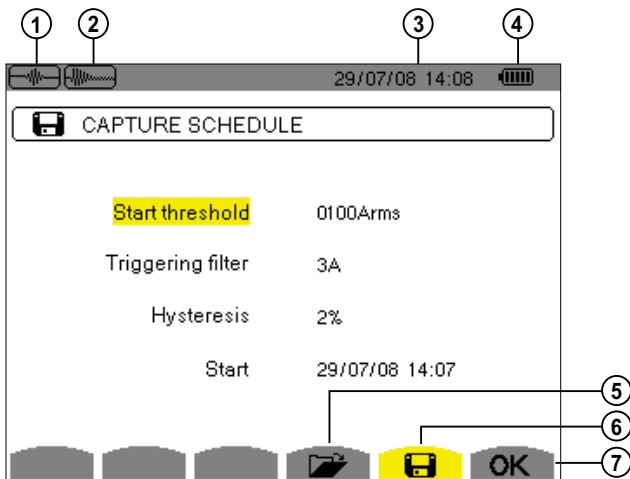 1 2 3 4
29/07/08 14:08
CAPTURE SCHEDULE
Start threshold 0100Arms
Triggering filter 3A
Hysteresis 2%
Start 29/07/08 14:07
5
6
OK 7